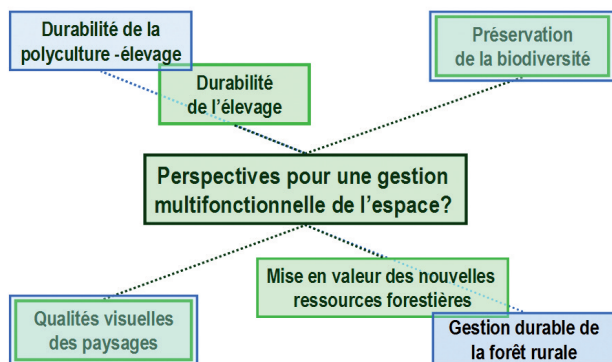 Durabilité de la
polyculture -élevage
Préservation
de la biodiversité
Durabilité
de l'élevage
Perspectives pour une gestion
multifonctionnelle de l'espace?
Mise en valeur des nouvelles
ressources forestières
Qualités visuelles
des paysages
Gestion durable de
la forêt rurale